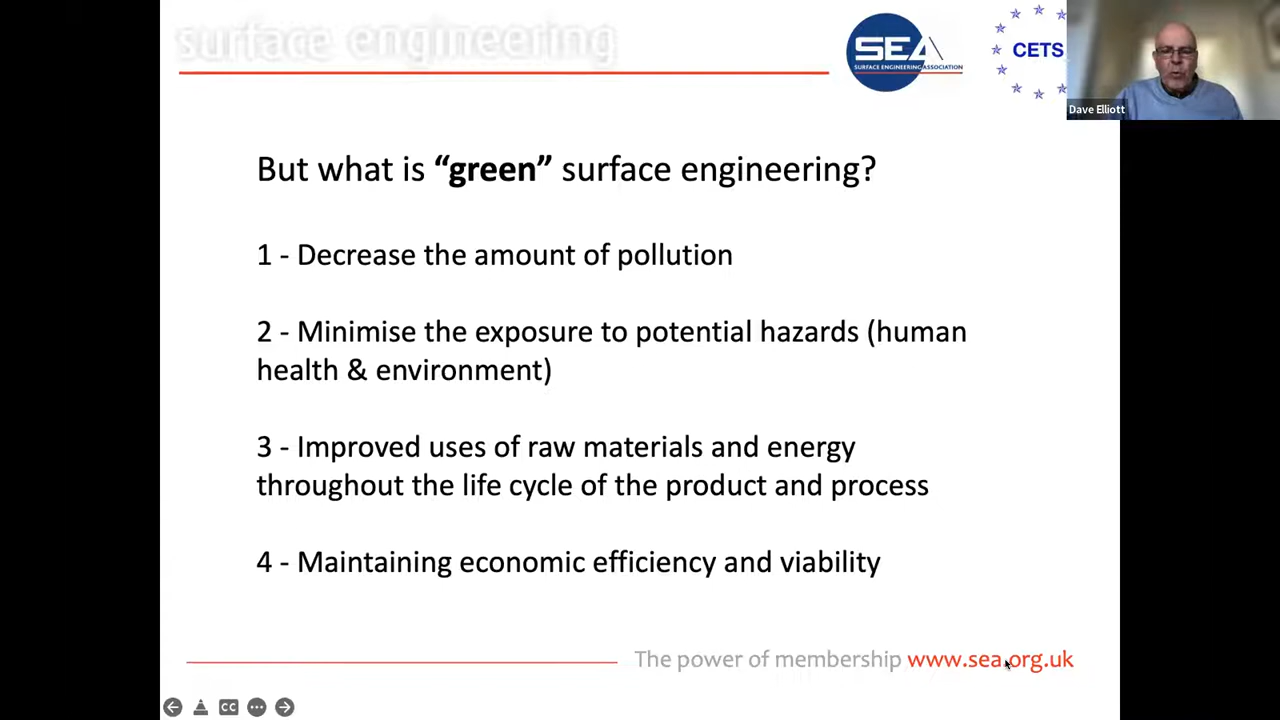 surface engineering
SEA
SURFACE ENGINEERING ASSOCIATION
CETS
Dave Elliott
But what is “green” surface engineering?
1 - Decrease the amount of pollution
2 - Minimise the exposure to potential hazards (human
health & environment)
3 - Improved uses of raw materials and energy
throughout the life cycle of the product and process
4 - Maintaining economic efficiency and viability
The power of membership www.sea.org.uk
CC